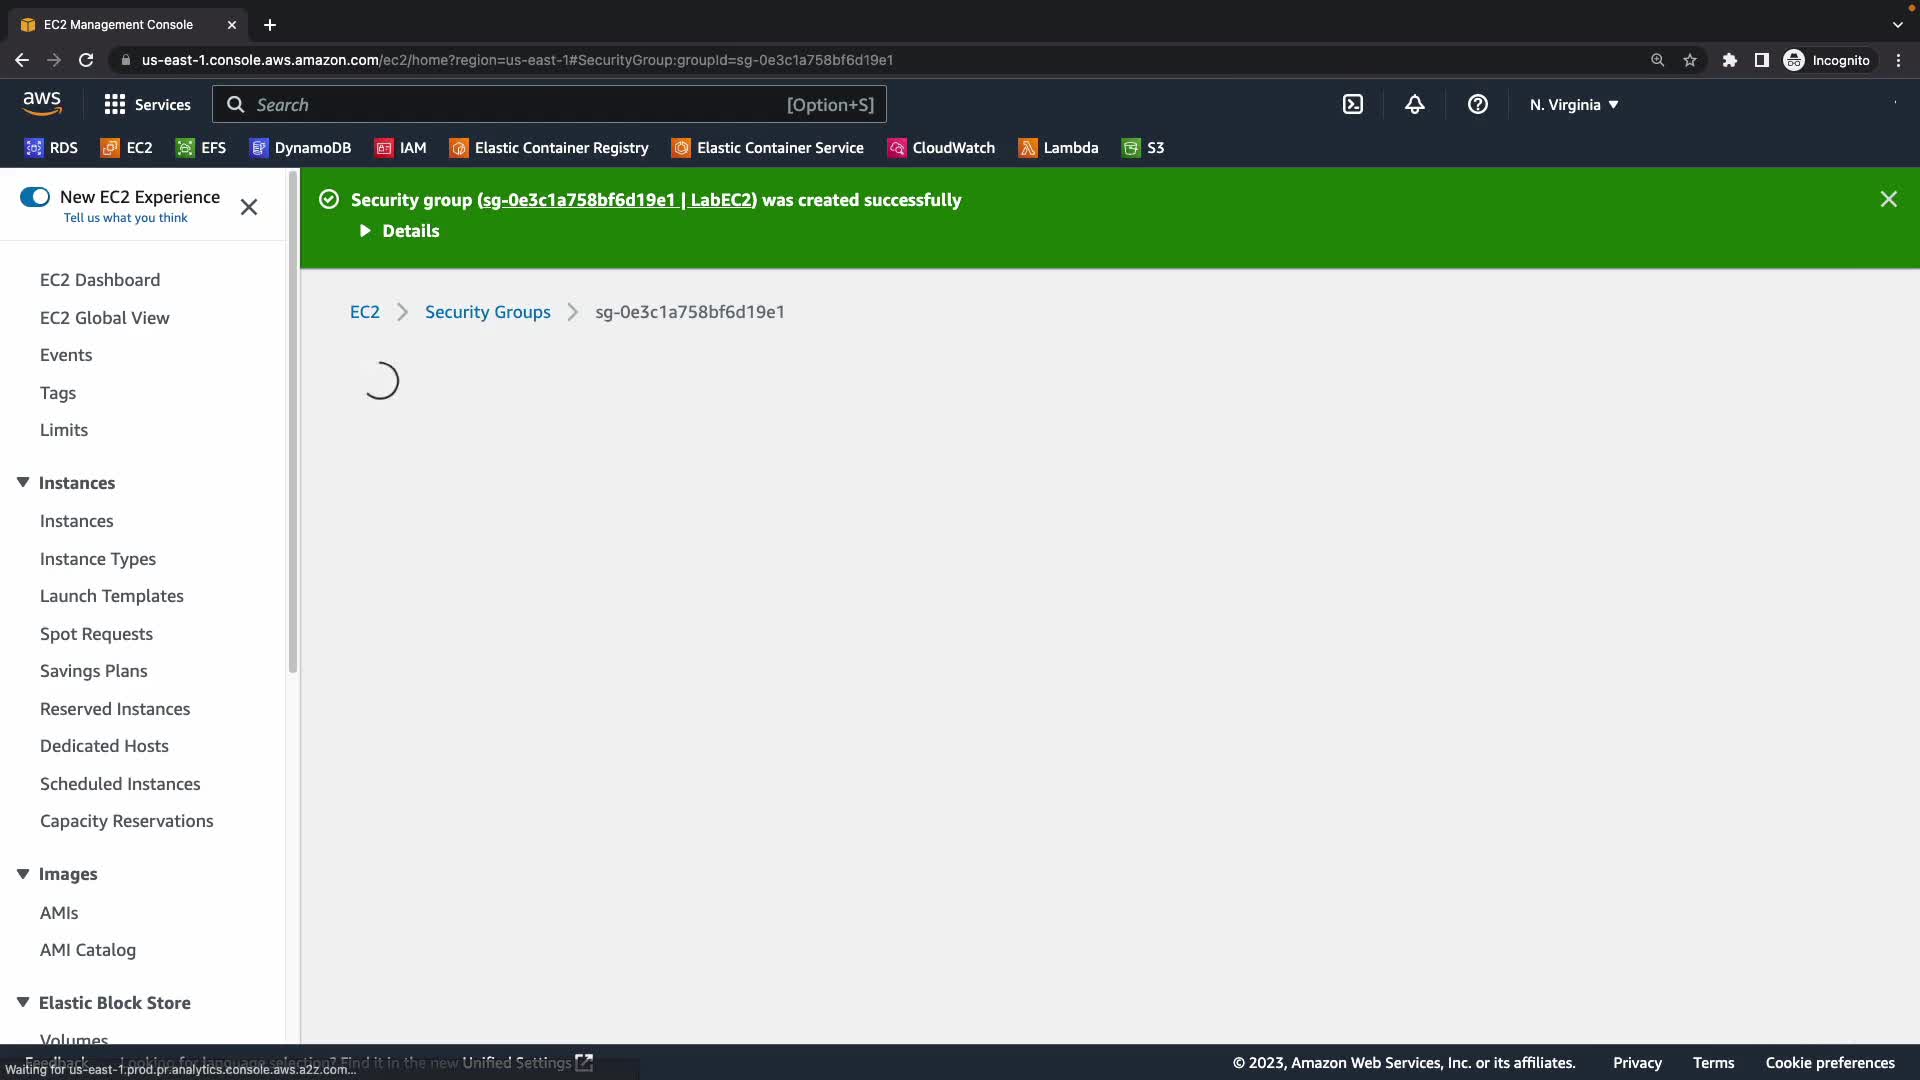 EC2 Management Console
us-east-1.console.aws.amazon.com/ec2/home?region=us-east-1#SecurityGroup:groupId=sg-0e3c1a758bf6d19e1
Incognito
aws
Services
Search
[Option+S]
N. Virginia
RDS
EC2
EFS
DynamoDB
IAM
Elastic Container Registry
Elastic Container Service
CloudWatch
Lambda
S3
New EC2 Experience
Tell us what you think
Security group (sg-0e3c1a758bf6d19e1 | LabEC2) was created successfully
Details
EC2
Security Groups
sg-0e3c1a758bf6d19e1
EC2 Dashboard
EC2 Global View
Events
Tags
Limits
Instances
Instances
Instance Types
Launch Templates
Spot Requests
Savings Plans
Reserved Instances
Dedicated Hosts
Scheduled Instances
Capacity Reservations
Images
AMIs
AMI Catalog
Elastic Block Store
Volumes
Feedback
Looking for language selection? Find it in the new Unified Settings
Waiting for us-east-1.prod.pr.analytics.console.aws.a2z.com...
© 2023, Amazon Web Services, Inc. or its affiliates.
Privacy
Terms
Cookie preferences